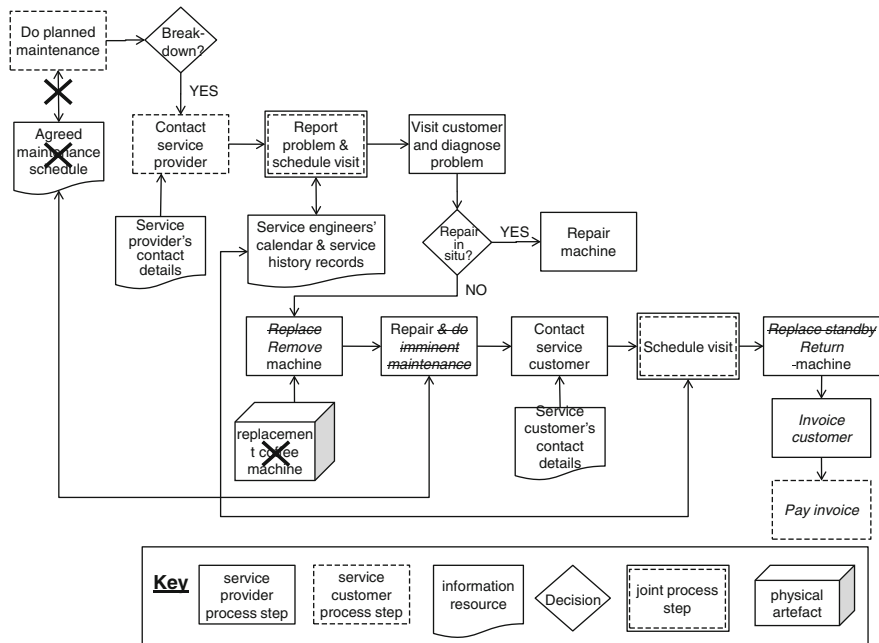 Do planned
maintenance
Break-
down?
YES
Agreed
maintenance
schedule
Contact
service
provider
Report
problem &
schedule visit
Visit customer
and diagnose
problem
Service
provider's
contact
details
Service engineers'
calendar & service
history records
Repair
in
situ?
YES
Repair
machine
NO
Replace
Remove
machine
Repair & do
imminent
maintenance
Contact
service
customer
Schedule visit
Replace standby
Return
-machine
replacemen
t coffee
machine
Service
customer's
contact
details
Invoice
customer
Pay invoice
Key
service
provider
process step
service
customer
process step
information
resource
Decision
joint process
step
physical
artefact